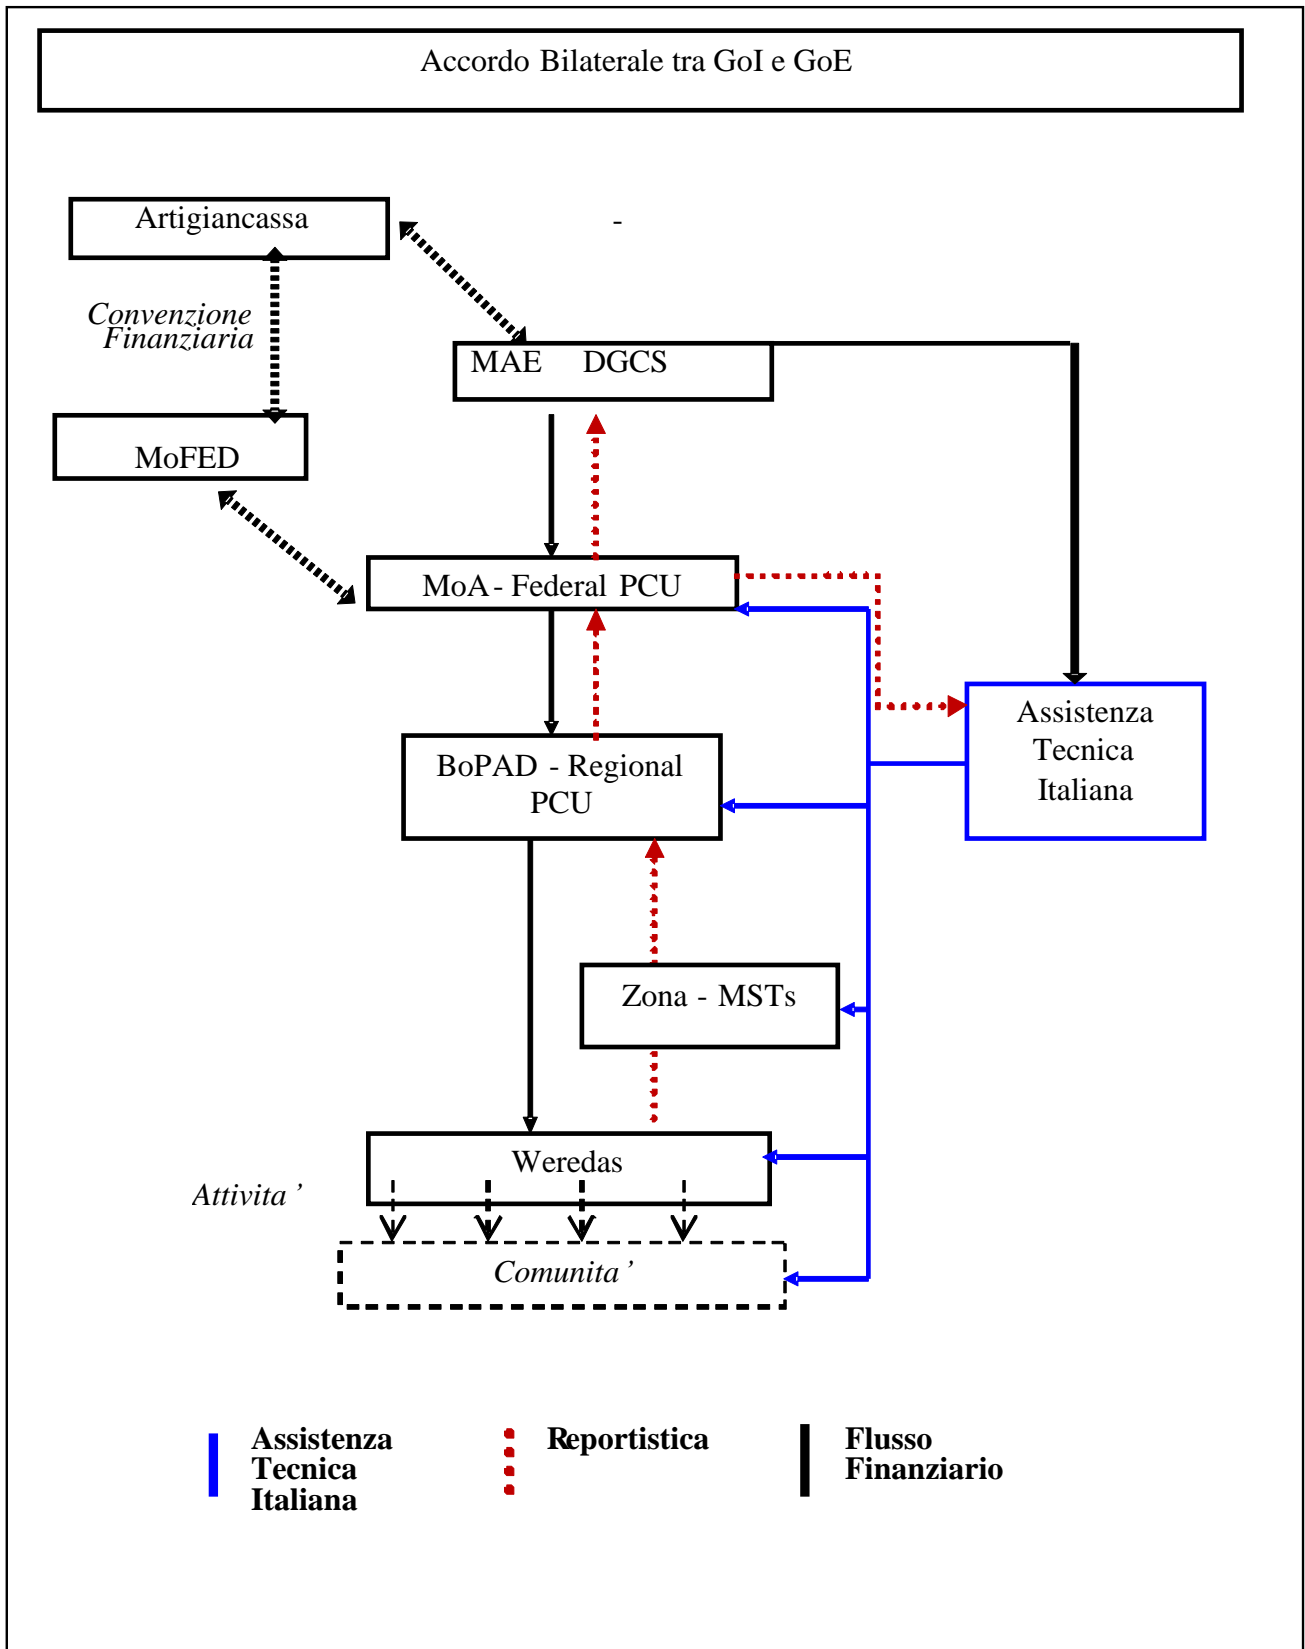 Accordo Bilaterale tra GoI e GoE
Artigiancassa
-
Convenzione
Finanziaria
MAE DGCS
MoFED
MoA - Federal PCU
Assistenza
Tecnica
Italiana
BoPAD - Regional
PCU
Zona - MSTs
Weredas
Attivita ’
Comunita ’
Assistenza
Tecnica
Italiana
Reportistica
Flusso
Finanziario